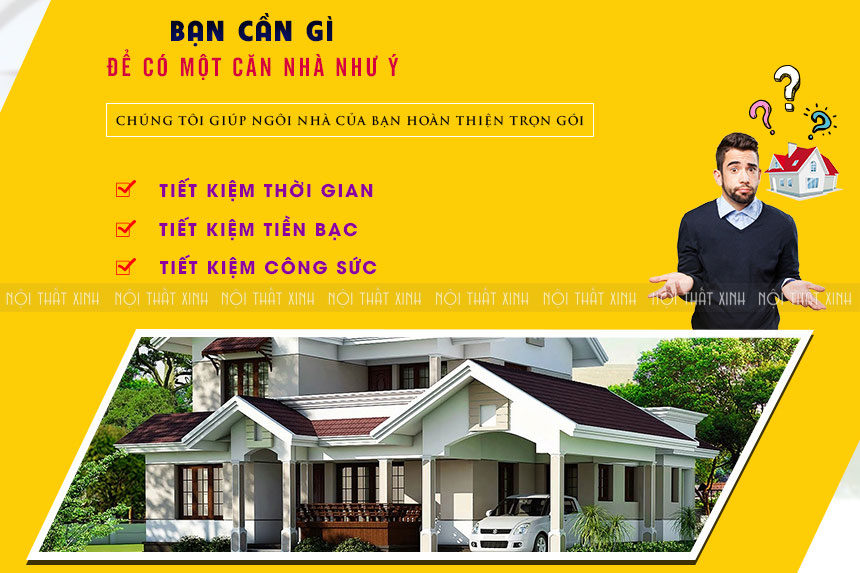 BẠN CẦN GÌ
ĐỂ CÓ MỘT CĂN NHÀ NHƯ Ý
CHÚNG TÔI GIÚP NGÔI NHÀ CỦA BẠN HOÀN THIỆN TRỌN GÓI
TIẾT KIỆM THỜI GIAN
TIẾT KIỆM TIỀN BẠC
TIẾT KIỆM CÔNG SỨC
NỘI THẤT XINH NỘI THẤT XINH NỘI THẤT XINH NỘI THẤT XINH NỘI THẤT XINH NỘI THẤT XINH NỘI THẤT XINH NỘI THẤT XINH